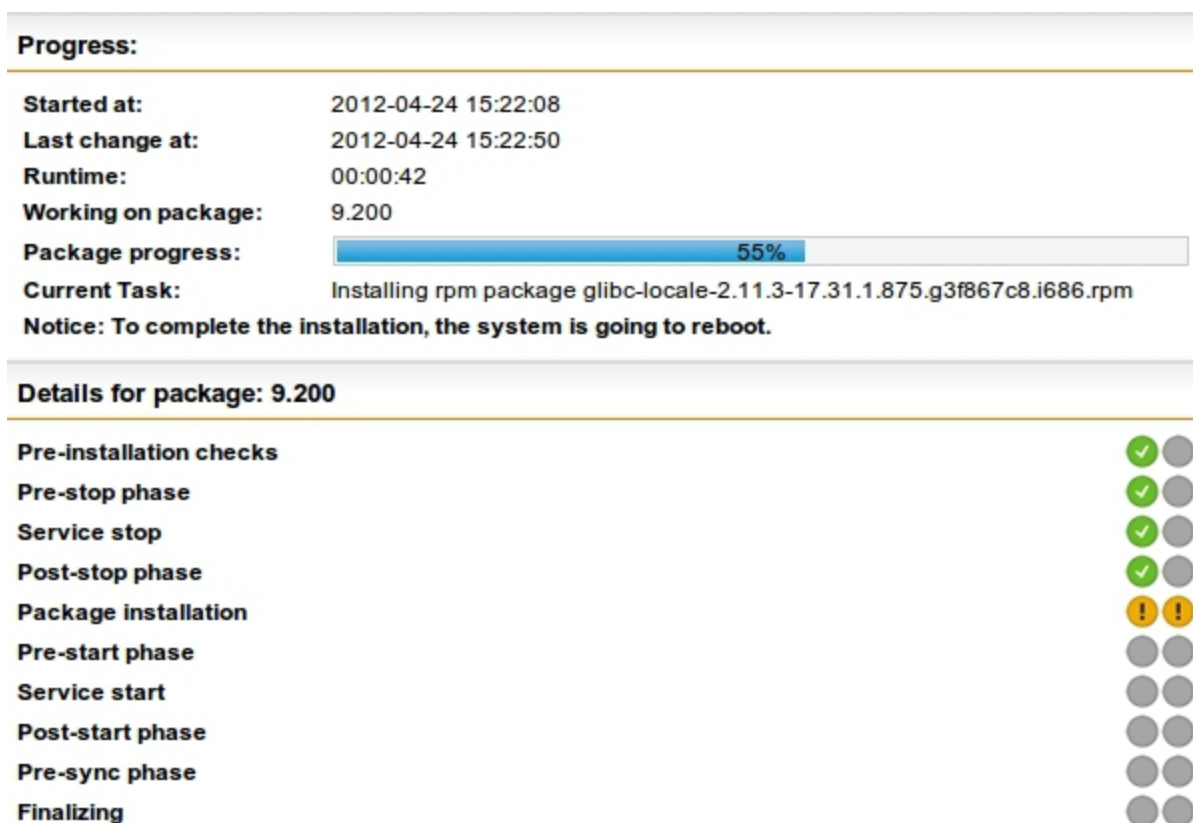 Progress:
Started at: 2012-04-24 15:22:08
Last change at: 2012-04-24 15:22:50
Runtime: 00:00:42
Working on package: 9.200
Package progress: 55%
Current Task: Installing rpm package glibc-locale-2.11.3-17.31.1.875.g3f867c8.i686.rpm
Notice: To complete the installation, the system is going to reboot.
Details for package: 9.200
Pre-installation checks
Pre-stop phase
Service stop
Post-stop phase
Package installation ! !
Pre-start phase
Service start
Post-start phase
Pre-sync phase
Finalizing